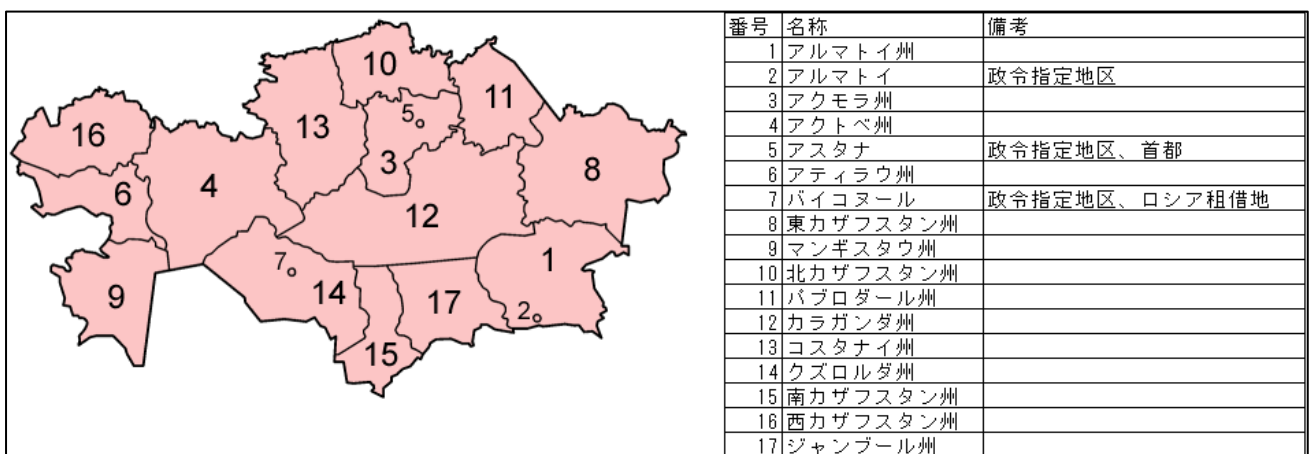 10
11
5
13
16
3
8
6
4
12
7
1
9
14
17
2
15
番号 名称 備考
1 アルマトイ州
2 アルマトイ 政令指定地区
3 アクモラ州
4 アクトベ州
5 アスタナ 政令指定地区、首都
6 アティラウ州
7 バイコヌール 政令指定地区、ロシア租借地
8 東カザフスタン州
9 マンギスタウ州
10 北カザフスタン州
11 パブロダール州
12 カラガンダ州
13 コスタナイ州
14 クズロルダ州
15 南カザフスタン州
16 西カザフスタン州
17 ジャンブール州